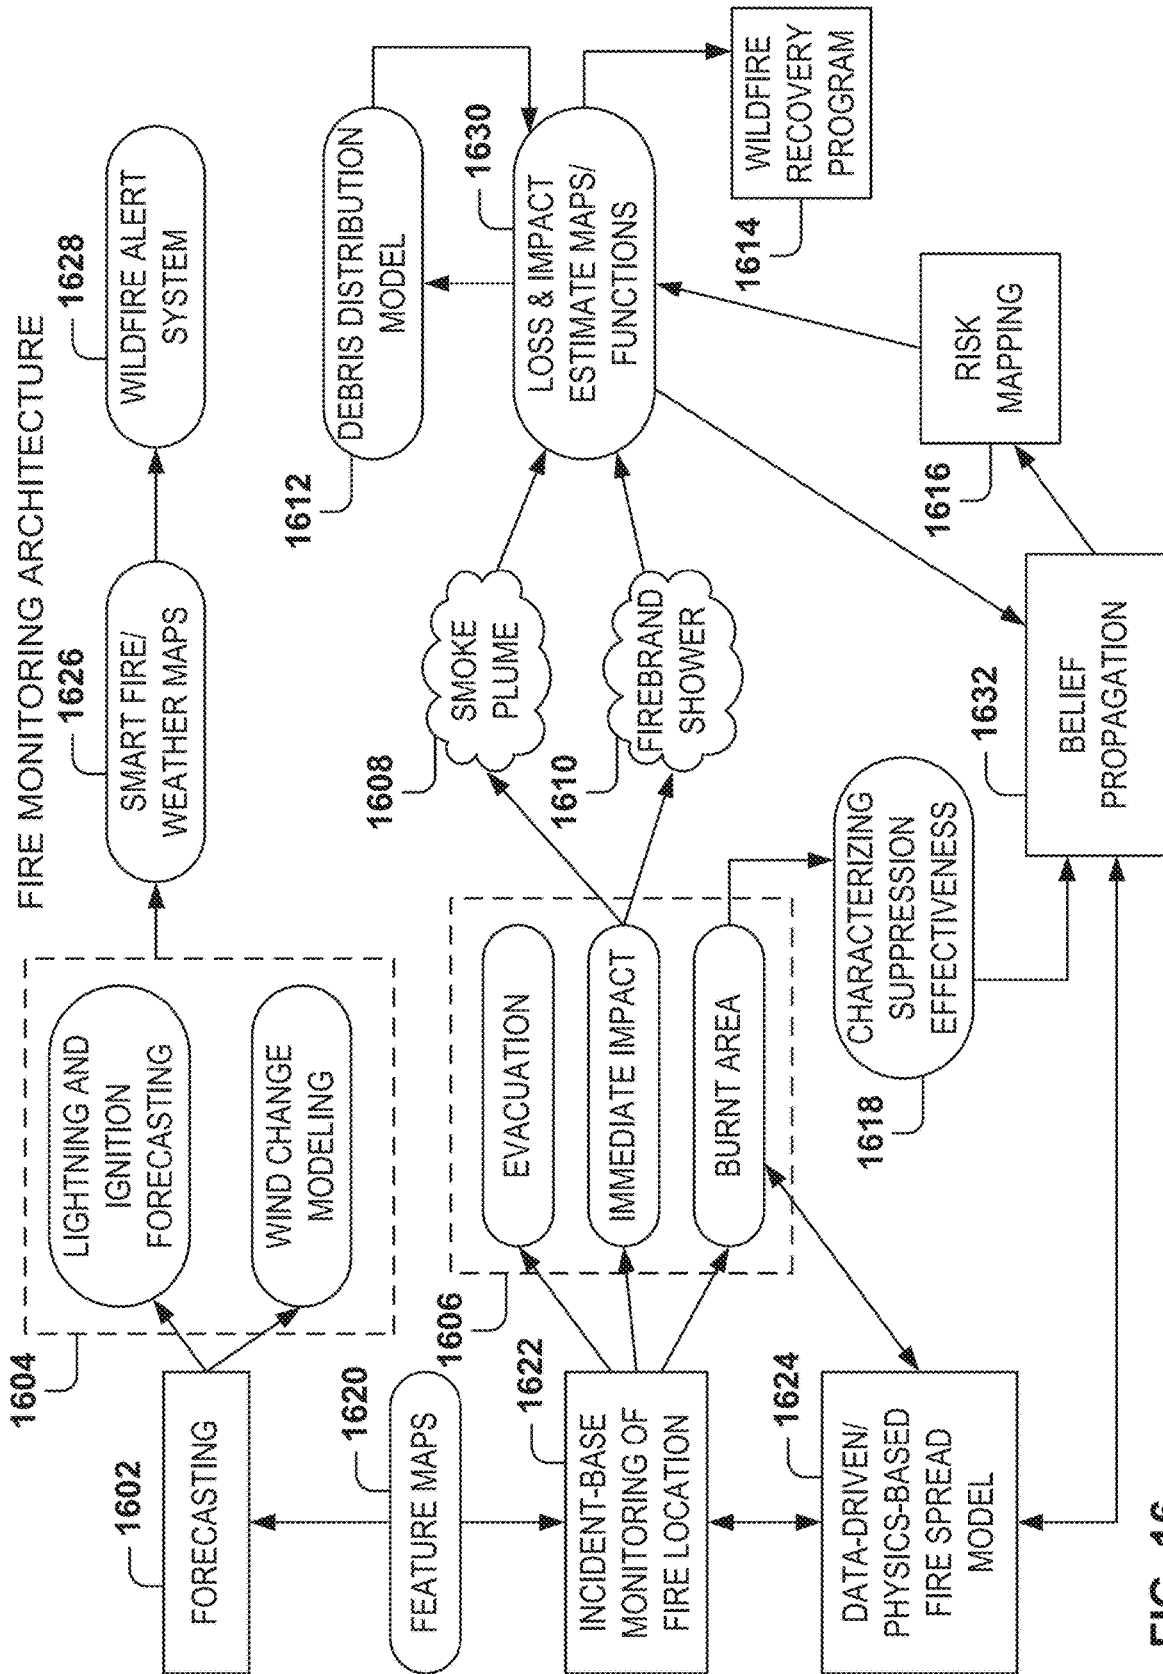 FIRE MONITORING ARCHITECTURE
1602
FORECASTING
1604
LIGHTNING AND
IGNITION
FORECASTING
WIND CHANGE
MODELING
1626
SMART FIRE/
WEATHER MAPS
1628
WILDFIRE ALERT
SYSTEM
1620
FEATURE MAPS
1622
INCIDENT-BASE
MONITORING OF
FIRE LOCATION
1606
EVACUATION
IMMEDIATE IMPACT
BURNT AREA
1608
SMOKE
PLUME
1610
FIREBRAND
SHOWER
1612
DEBRIS DISTRIBUTION
MODEL
1630
LOSS & IMPACT
ESTIMATE MAPS/
FUNCTIONS
1614
WILDFIRE
RECOVERY
PROGRAM
1624
DATA-DRIVEN/
PHYSICS-BASED
FIRE SPREAD
MODEL
1618
CHARACTERIZING
SUPPRESSION
EFFECTIVENESS
1632
BELIEF
PROPAGATION
1616
RISK
MAPPING
FIG. 16